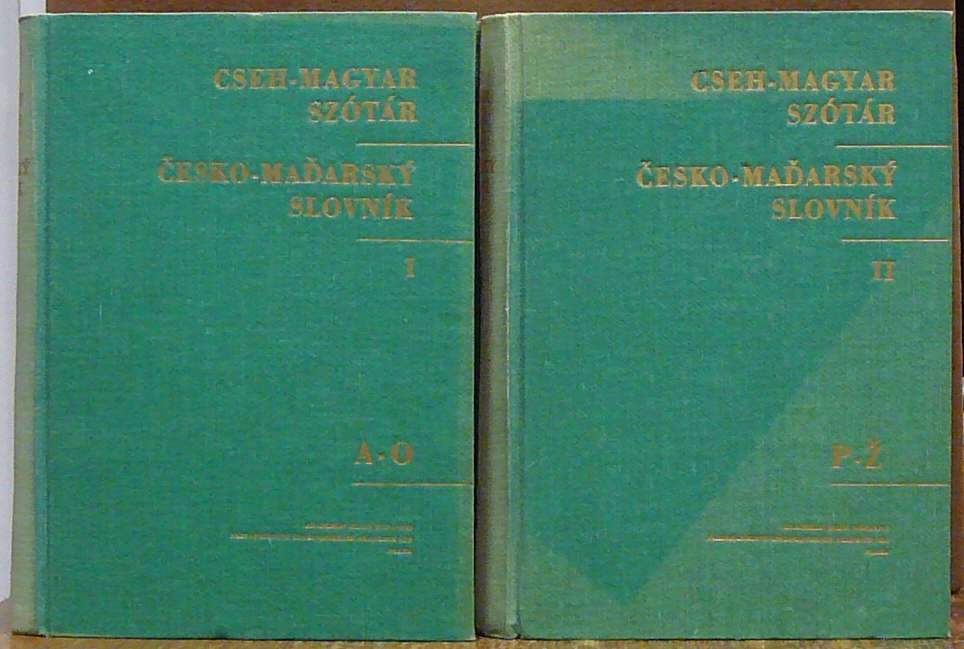 CSEH-MAGYAR
SZÓTÁR
ČESKO-MAĎARSKÝ
SLOVNÍK
I
A-O
CSEH-MAGYAR
SZÓTÁR
ČESKO-MAĎARSKÝ
SLOVNÍK
II
P-Ž